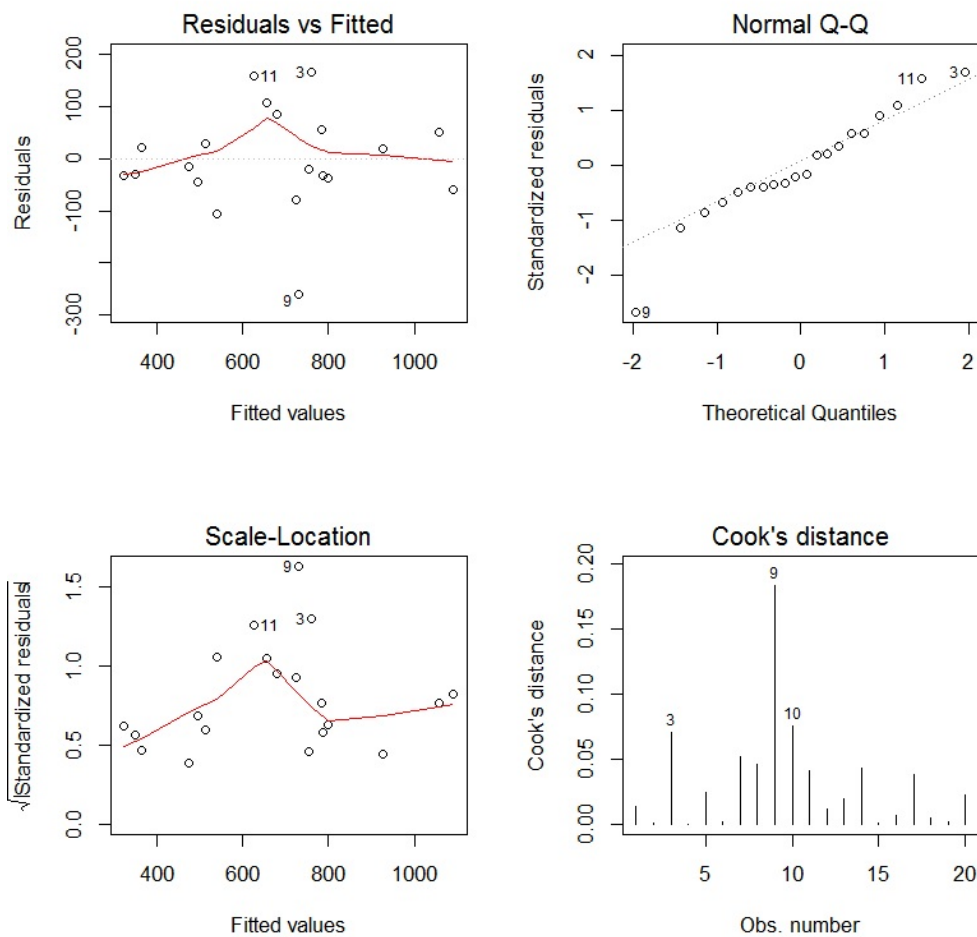 Residuals vs Fitted
Residuals
200
100
0
-100
-300
11
3
9
400 600 800 1000
Fitted values
Normal Q-Q
Standardized residuals
2
1
0
-1
-2
11
3
9
-2 -1 0 1 2
Theoretical Quantiles
Scale-Location
√|Standardized residuals|
1.5
1.0
0.5
0.0
9
11
3
400 600 800 1000
Fitted values
Cook's distance
Cook's distance
0.20
0.15
0.10
0.05
0.00
9
3
10
5 10 15 20
Obs. number